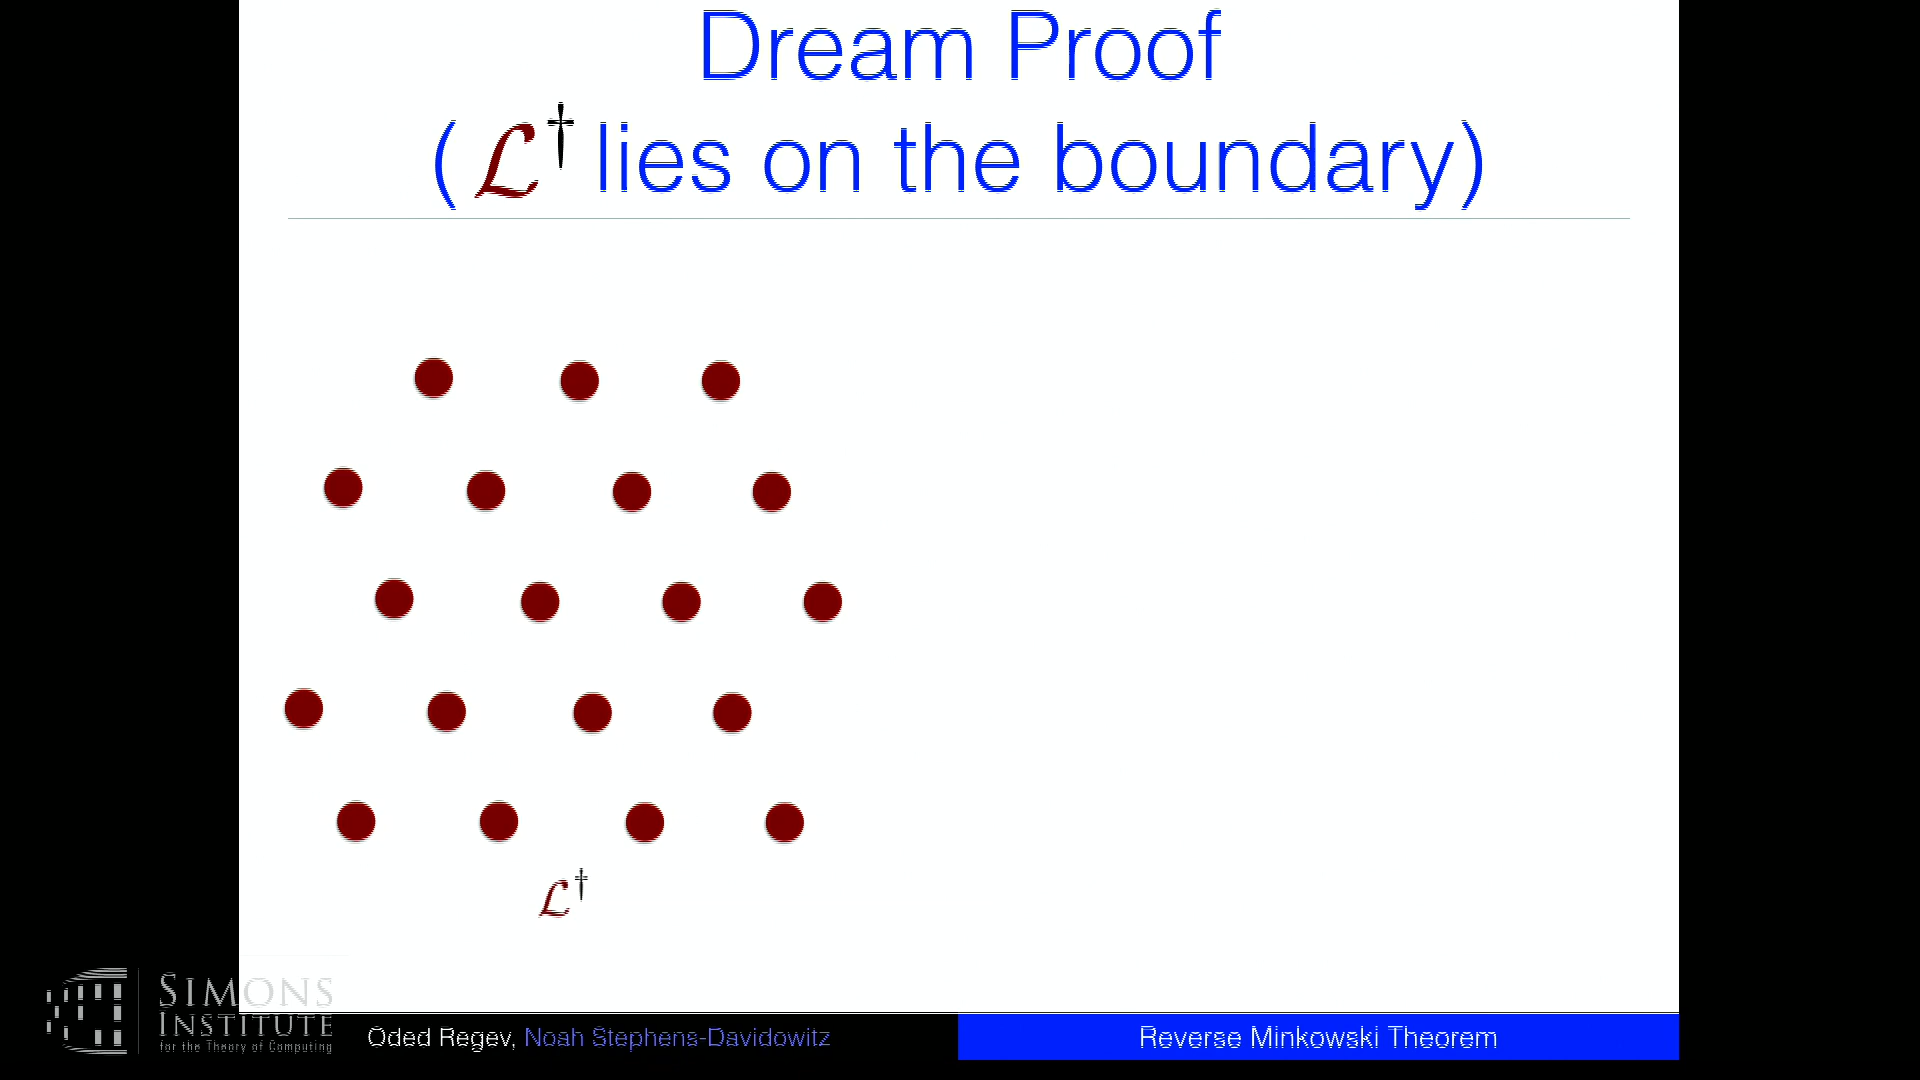 Dream Proof
(ℒ† lies on the boundary)
ℒ†
SIMONS
INSTITUTE
for the Theory of Computing
Oded Regev, Noah Stephens-Davidowitz
Reverse Minkowski Theorem